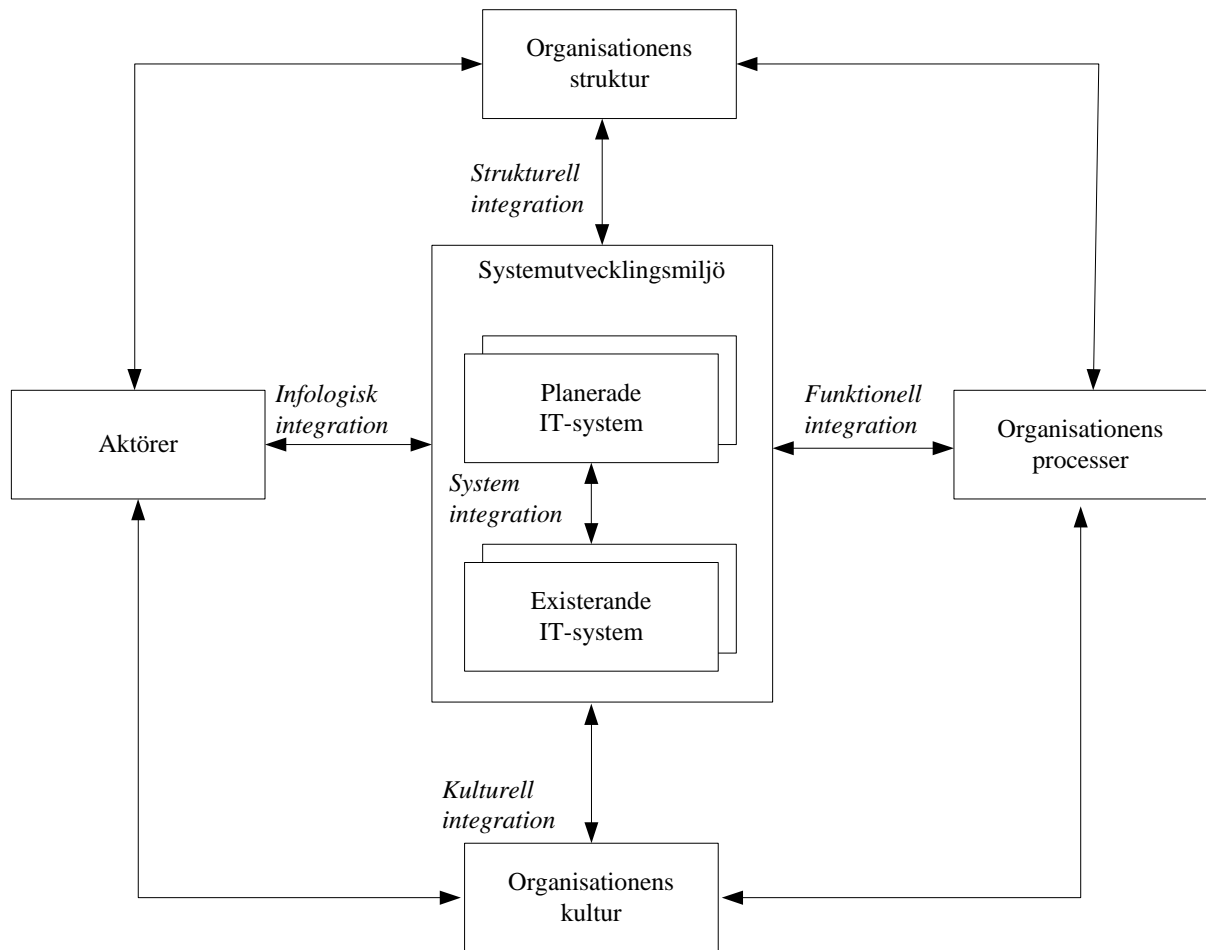 Organisationens
struktur
Strukturell
integration
Systemutvecklingsmiljö
Infologisk
integration
Planerade
IT-system
Funktionell
integration
Aktörer
Organisationens
processer
System
integration
Existerande
IT-system
Kulturell
integration
Organisationens
kultur